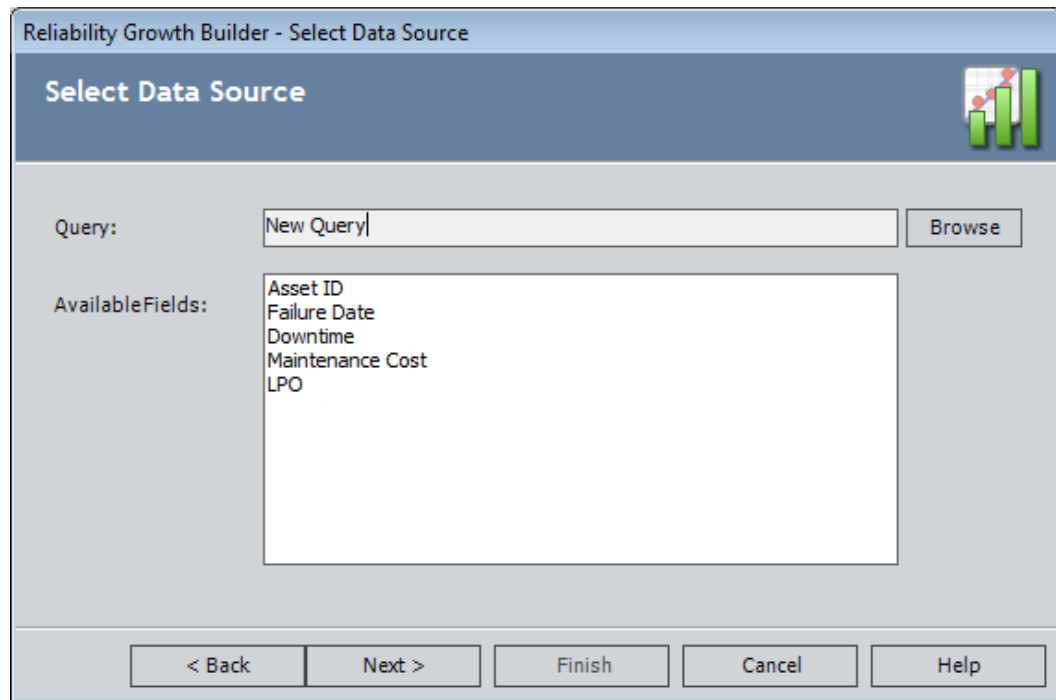 Reliability Growth Builder - Select Data Source
Select Data Source
Query: New Query Browse
AvailableFields:
Asset ID
Failure Date
Downtime
Maintenance Cost
LPO
< Back Next > Finish Cancel Help